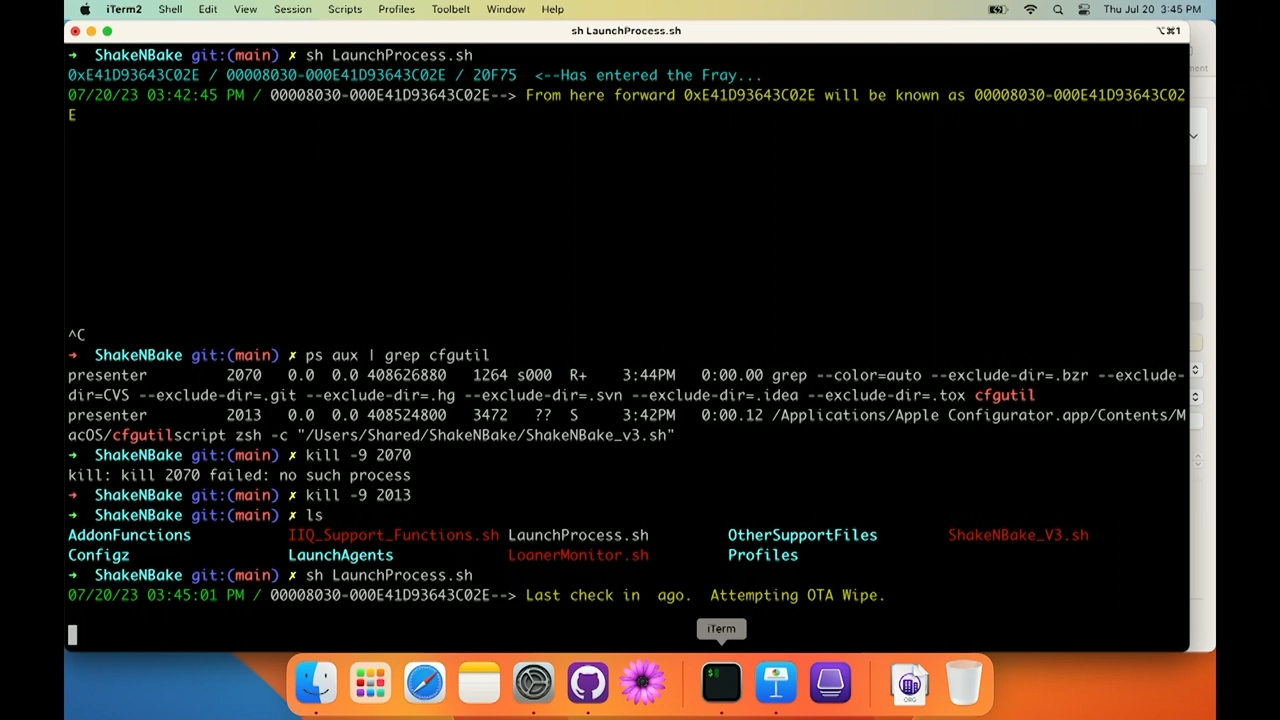 iTerm2 Shell Edit View Session Scripts Profiles Toolbelt Window Help Thu Jul 20 3:45 PM
sh LaunchProcess.sh ⌥⌘1
➜ ShakeNBake git:(main) ✗ sh LaunchProcess.sh
0xE41D93643C02E / 00008030-000E41D93643C02E / 20F75 <--Has entered the Fray...
07/20/23 03:42:45 PM / 00008030-000E41D93643C02E--> From here forward 0xE41D93643C02E will be known as 00008030-000E41D93643C02
E
^C
➜ ShakeNBake git:(main) ✗ ps aux | grep cfgutil
presenter 2070 0.0 0.0 408626880 1264 s000 R+ 3:44PM 0:00.00 grep --color=auto --exclude-dir=.bzr --exclude-
dir=CVS --exclude-dir=.git --exclude-dir=.hg --exclude-dir=.svn --exclude-dir=.idea --exclude-dir=.tox cfgutil
presenter 2013 0.0 0.0 408524800 3472 ?? S 3:42PM 0:00.12 /Applications/Apple Configurator.app/Contents/M
acOS/cfgutilscript zsh -c "/Users/Shared/ShakeNBake/ShakeNBake_v3.sh"
➜ ShakeNBake git:(main) ✗ kill -9 2070
kill: kill 2070 failed: no such process
➜ ShakeNBake git:(main) ✗ kill -9 2013
➜ ShakeNBake git:(main) ✗ ls
AddonFunctions IIQ_Support_Functions.sh LaunchProcess.sh OtherSupportFiles ShakeNBake_V3.sh
Configz LaunchAgents LoanerMonitor.sh Profiles
➜ ShakeNBake git:(main) ✗ sh LaunchProcess.sh
07/20/23 03:45:01 PM / 00008030-000E41D93643C02E--> Last check in ago. Attempting OTA Wipe.
iTerm
ORG